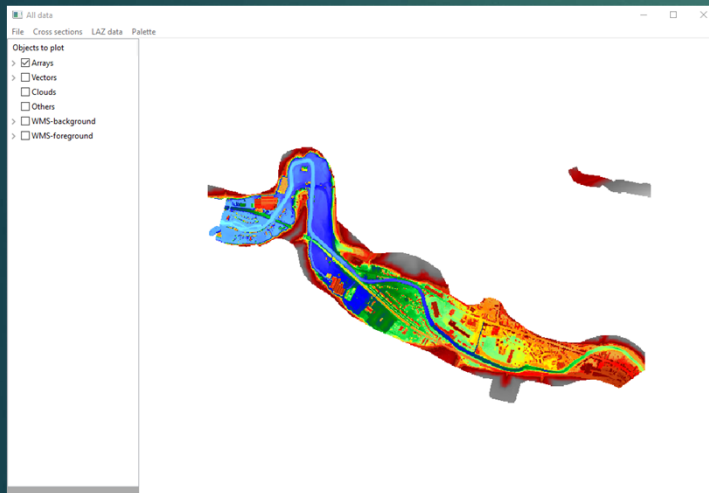 All data
File Cross sections LAZ data Palette
Objects to plot
Arrays
Vectors
Clouds
Others
WMS-background
WMS-foreground